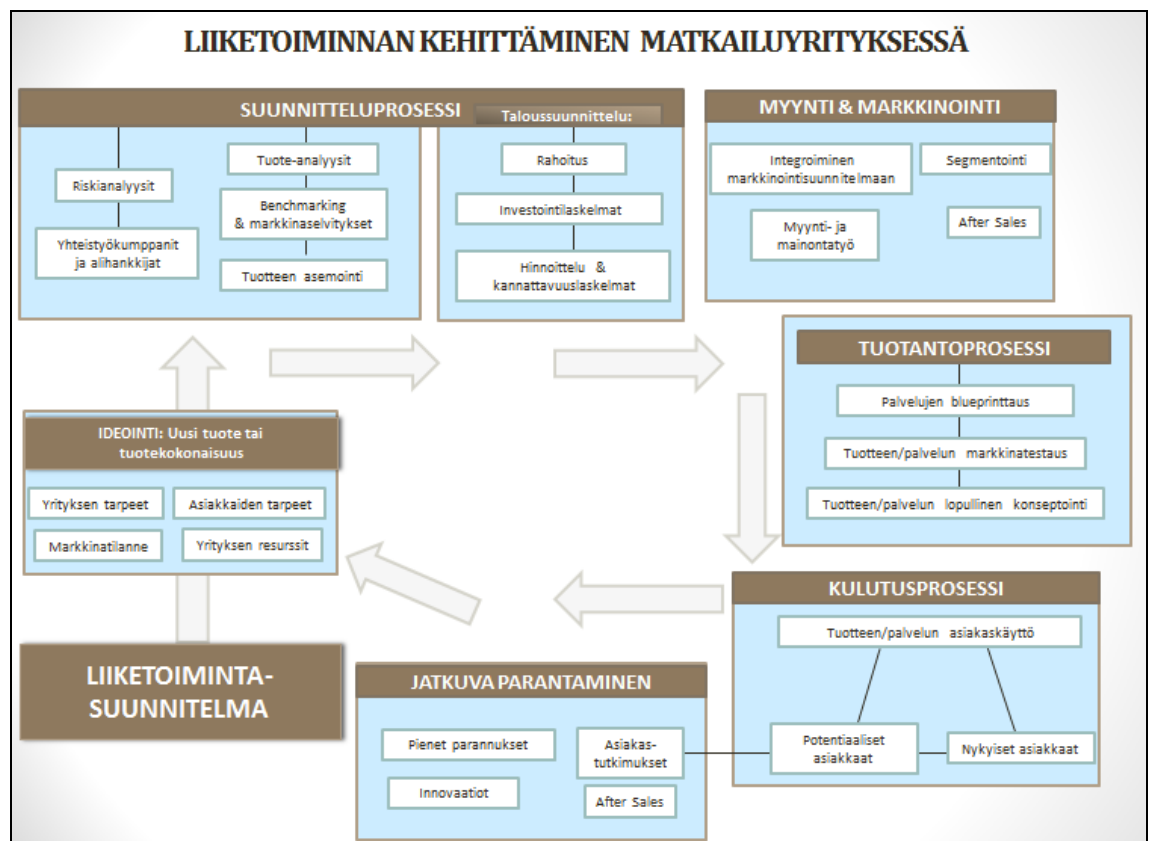 LIIKETOIMINNAN KEHITTÄMINEN MATKAILUYRITYKSESSÄ
SUUNNITTELUPROSESSI
Taloussuunnittelu:
Riskianalyysit
Yhteistyökumppanit
ja alihankkijat
Tuote-analyysit
Benchmarking
& markkinaselvitykset
Tuotteen asemointi
Rahoitus
Investointilaskelmat
Hinnoittelu &
kannattavuuslaskelmat
MYYNTI & MARKKINOINTI
Integroiminen
markkinointisuunnitelmaan
Segmentointi
Myynti- ja
mainontatyö
After Sales
TUOTANTOPROSESSI
Palvelujen blueprinttaus
Tuotteen/palvelun markkinatestaus
Tuotteen/palvelun lopullinen konseptointi
KULUTUSPROSESSI
Tuotteen/palvelun asiakaskäyttö
Potentiaaliset
asiakkaat
Nykyiset asiakkaat
JATKUVA PARANTAMINEN
Pienet parannukset
Asiakas-
tutkimukset
Innovaatiot
After Sales
IDEOINTI: Uusi tuote tai
tuotekokonaisuus
Yrityksen tarpeet
Asiakkaiden tarpeet
Markkinatilanne
Yrityksen resurssit
LIIKETOIMINTA-
SUUNNITELMA